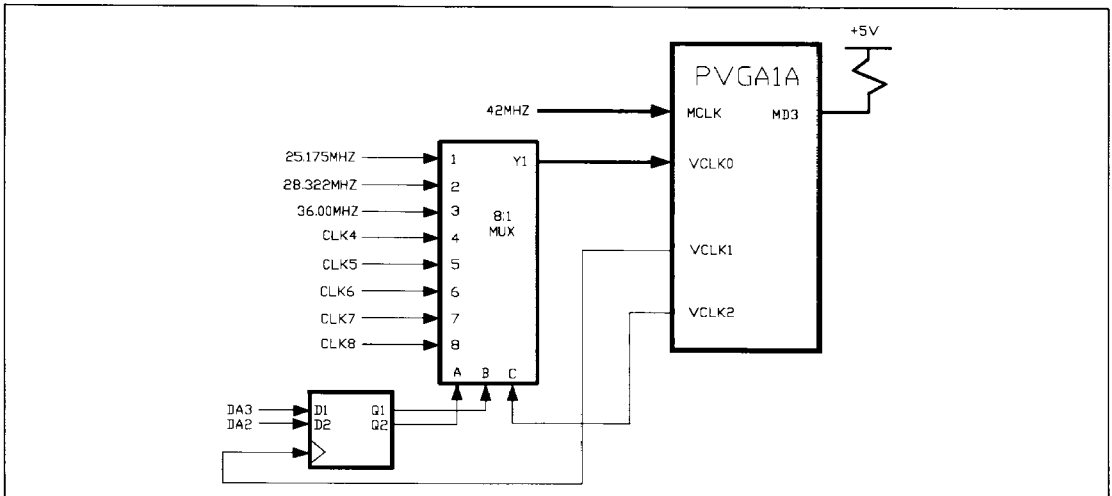 +5V
PVGA1A
42MHZ
MCLK
MD3
25.175MHZ
1
Y1
VCLK0
28.322MHZ
2
36.00MHZ
3
8:1
MUX
CLK4
4
VCLK1
CLK5
5
CLK6
6
VCLK2
CLK7
7
CLK8
8
A B C
DA3
D1
Q1
DA2
D2
Q2